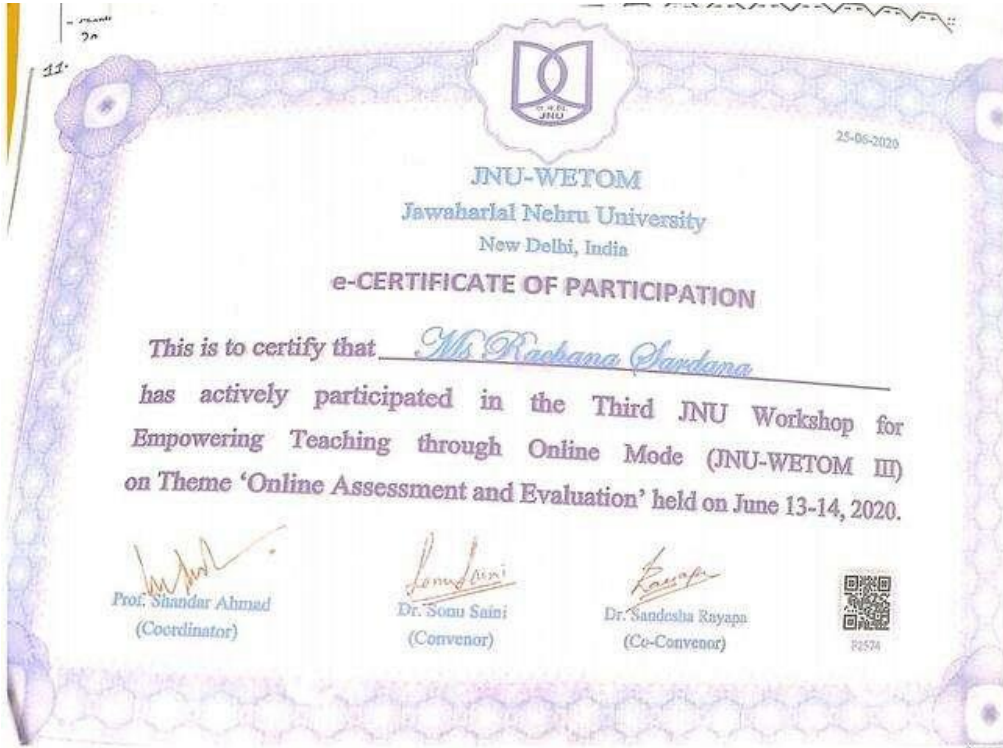 11.
JNU
25-06-2020
JNU-WETOM
Jawaharlal Nehru University
New Delhi, India
e-CERTIFICATE OF PARTICIPATION
This is to certify that Ms Rachana Sardana
has actively participated in the Third JNU Workshop for
Empowering Teaching through Online Mode (JNU-WETOM III)
on Theme ‘Online Assessment and Evaluation’ held on June 13-14, 2020.
Prof. Shandar Ahmad
(Coordinator)
Dr. Sonu Saini
(Convenor)
Dr. Sandesha Rayapa
(Co-Convenor)
P2574